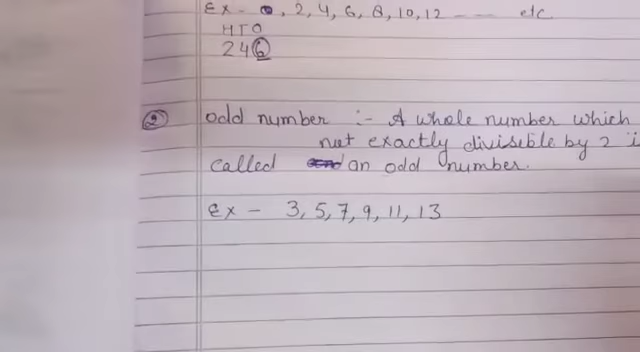 Ex - 0, 2, 4, 6, 8, 10, 12 --- etc
HTO
246
② odd number :- A whole number which
not exactly divisible by 2 i
called an odd number.
Ex - 3, 5, 7, 9, 11, 13